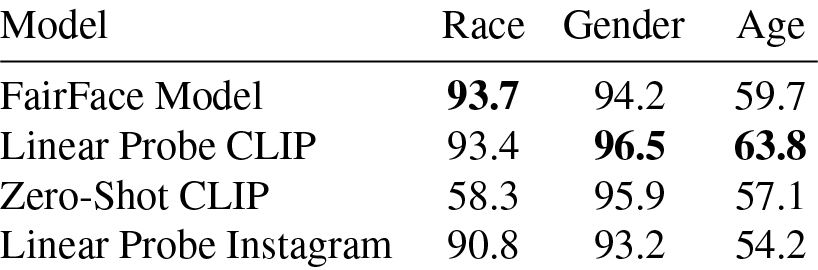 Model Race Gender Age
FairFace Model 93.7 94.2 59.7
Linear Probe CLIP 93.4 96.5 63.8
Zero-Shot CLIP 58.3 95.9 57.1
Linear Probe Instagram 90.8 93.2 54.2